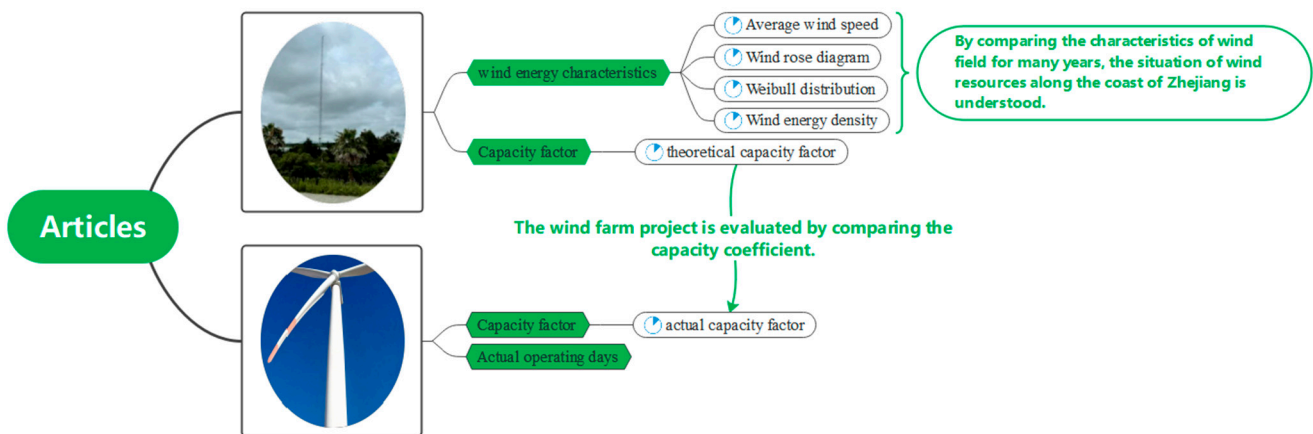 Articles
wind energy characteristics
Average wind speed
Wind rose diagram
Weibull distribution
Wind energy density
By comparing the characteristics of wind
field for many years, the situation of wind
resources along the coast of Zhejiang is
understood.
Capacity factor
theoretical capacity factor
The wind farm project is evaluated by comparing the
capacity coefficient.
Capacity factor
actual capacity factor
Actual operating days